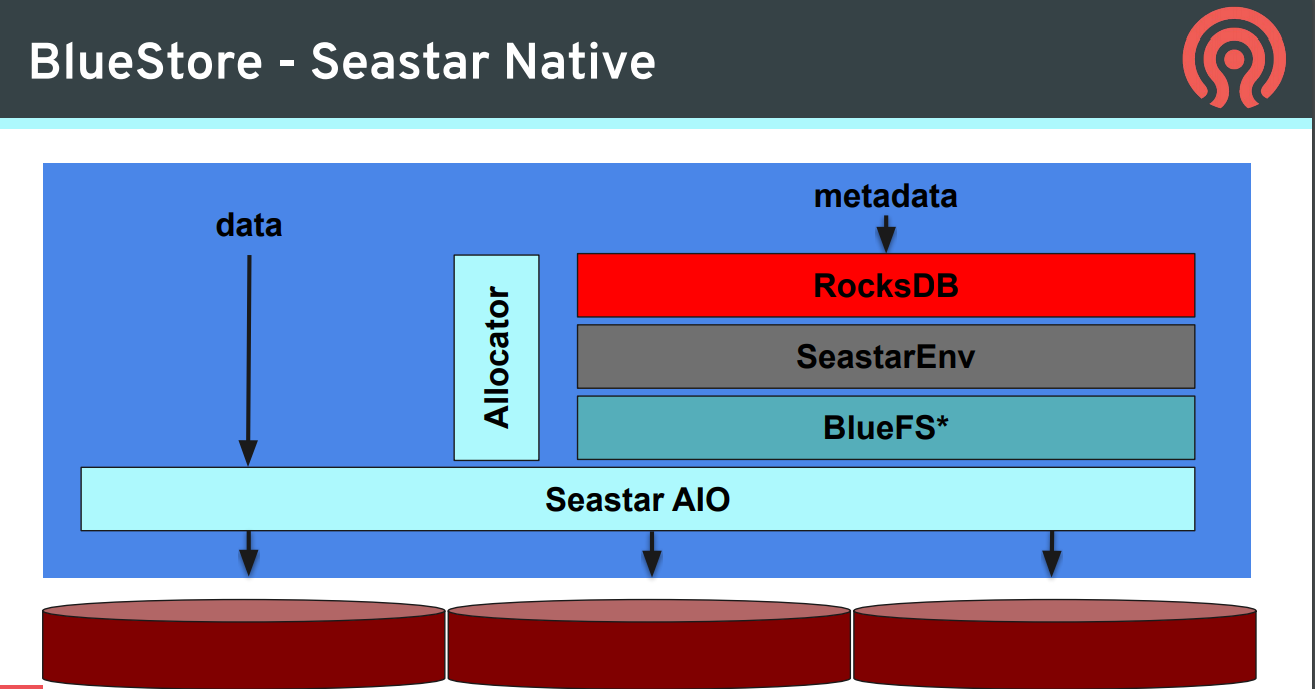 BlueStore - Seastar Native
data
metadata
Allocator
RocksDB
SeastarEnv
BlueFS*
Seastar AIO